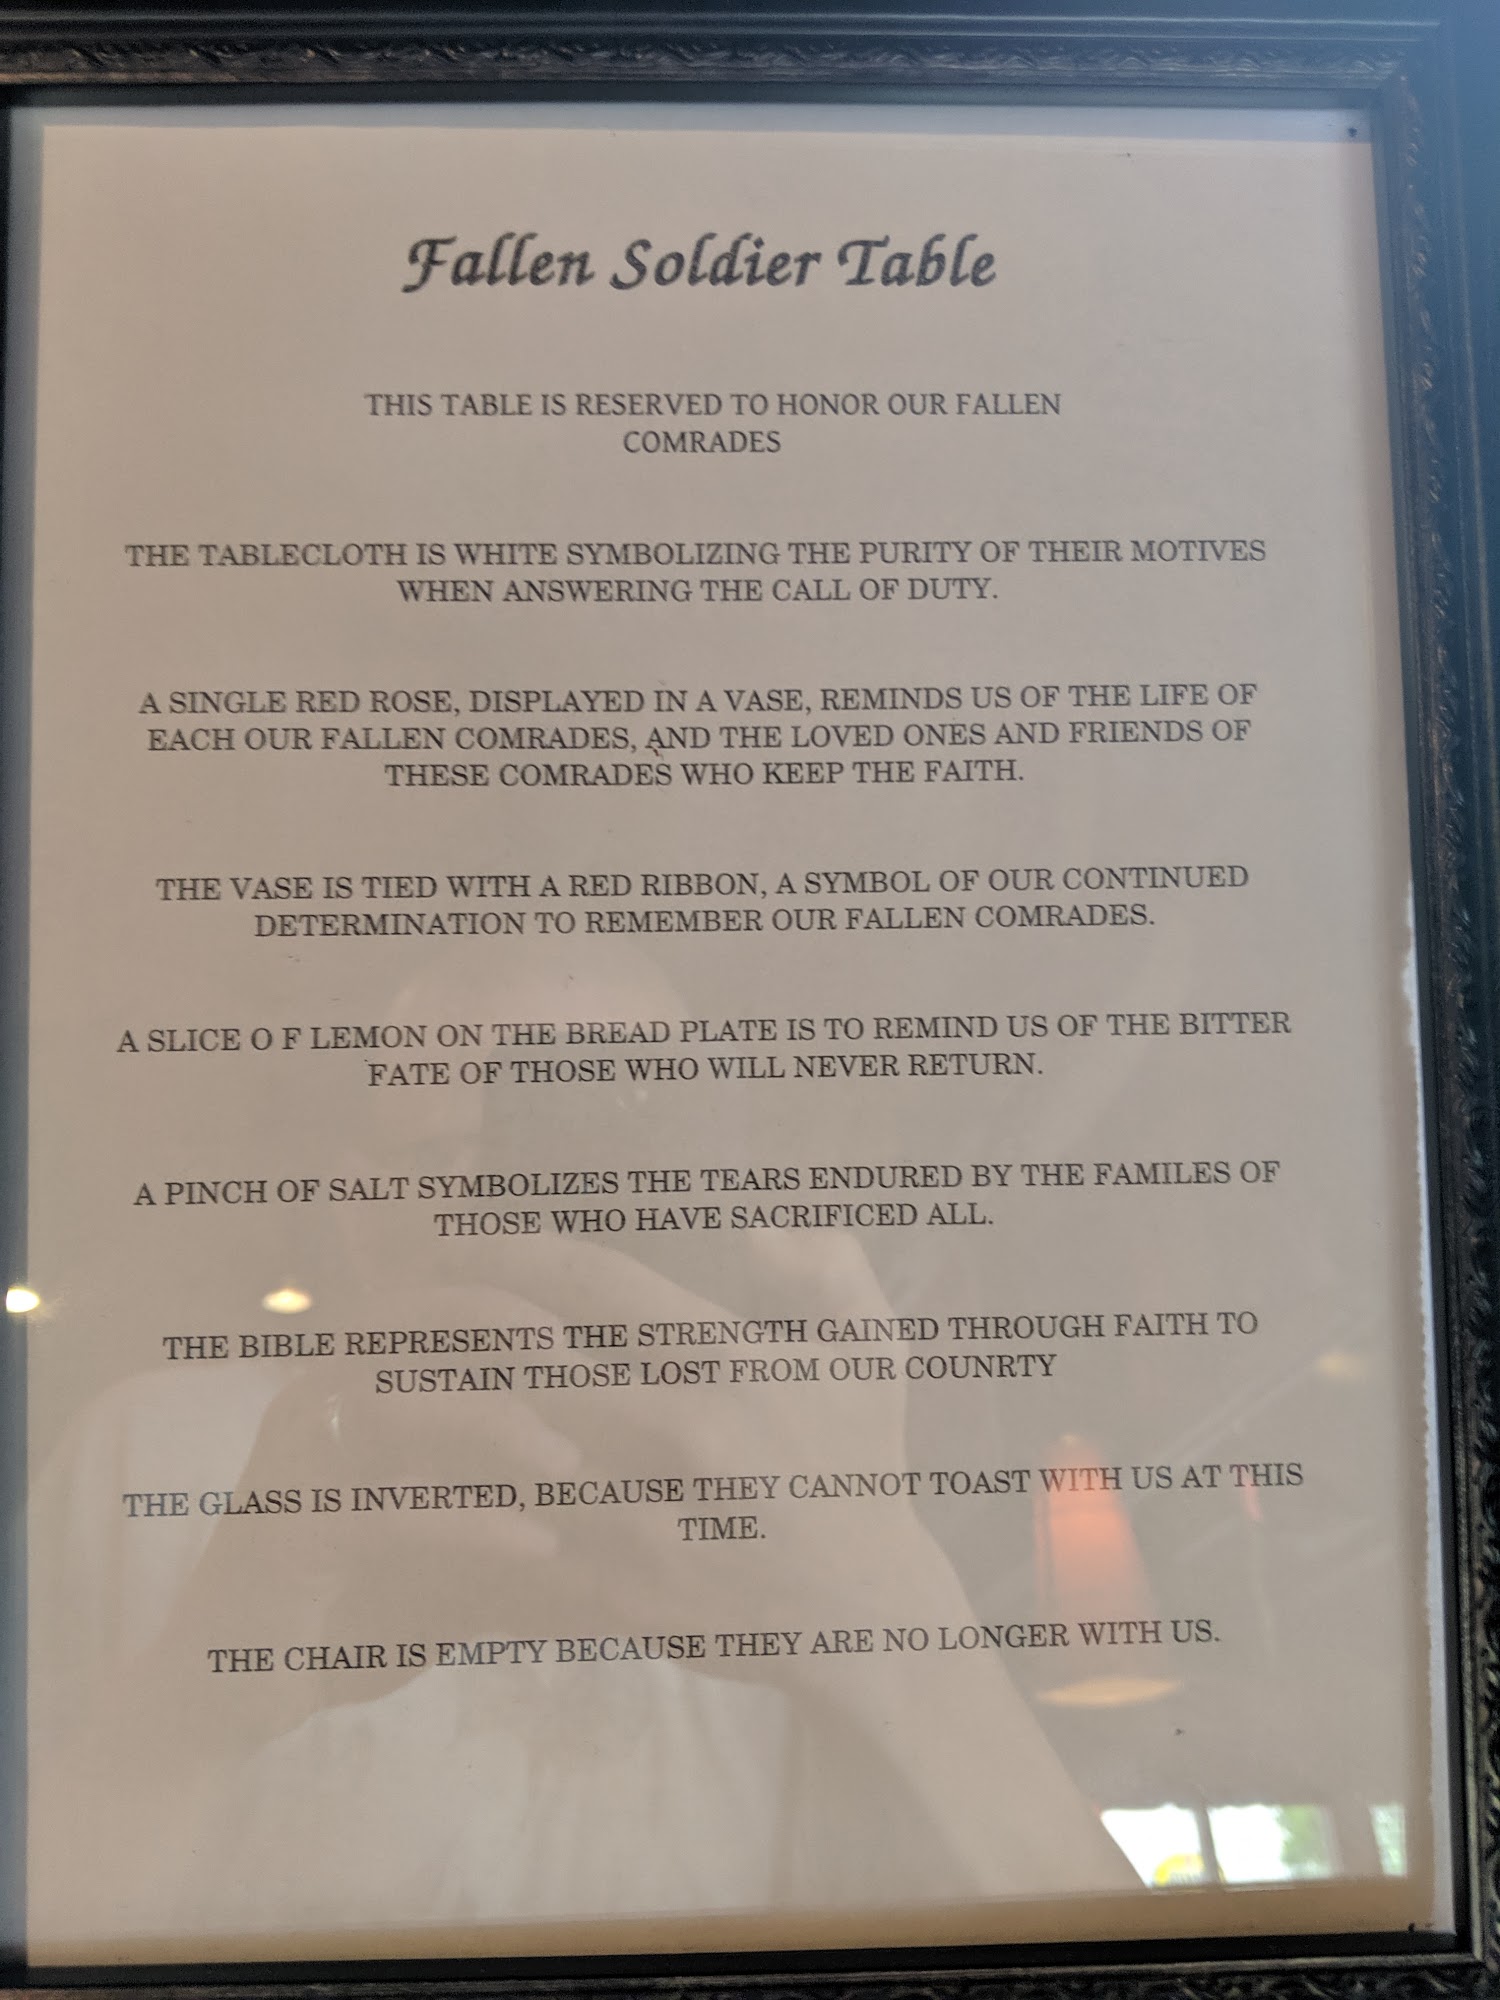 Fallen Soldier Table
THIS TABLE IS RESERVED TO HONOR OUR FALLEN
COMRADES
THE TABLECLOTH IS WHITE SYMBOLIZING THE PURITY OF THEIR MOTIVES
WHEN ANSWERING THE CALL OF DUTY.
A SINGLE RED ROSE, DISPLAYED IN A VASE, REMINDS US OF THE LIFE OF
EACH OUR FALLEN COMRADES, AND THE LOVED ONES AND FRIENDS OF
THESE COMRADES WHO KEEP THE FAITH.
THE VASE IS TIED WITH A RED RIBBON, A SYMBOL OF OUR CONTINUED
DETERMINATION TO REMEMBER OUR FALLEN COMRADES.
A SLICE O F LEMON ON THE BREAD PLATE IS TO REMIND US OF THE BITTER
FATE OF THOSE WHO WILL NEVER RETURN.
A PINCH OF SALT SYMBOLIZES THE TEARS ENDURED BY THE FAMILES OF
THOSE WHO HAVE SACRIFICED ALL.
THE BIBLE REPRESENTS THE STRENGTH GAINED THROUGH FAITH TO
SUSTAIN THOSE LOST FROM OUR COUNRTY
THE GLASS IS INVERTED, BECAUSE THEY CANNOT TOAST WITH US AT THIS
TIME.
THE CHAIR IS EMPTY BECAUSE THEY ARE NO LONGER WITH US.